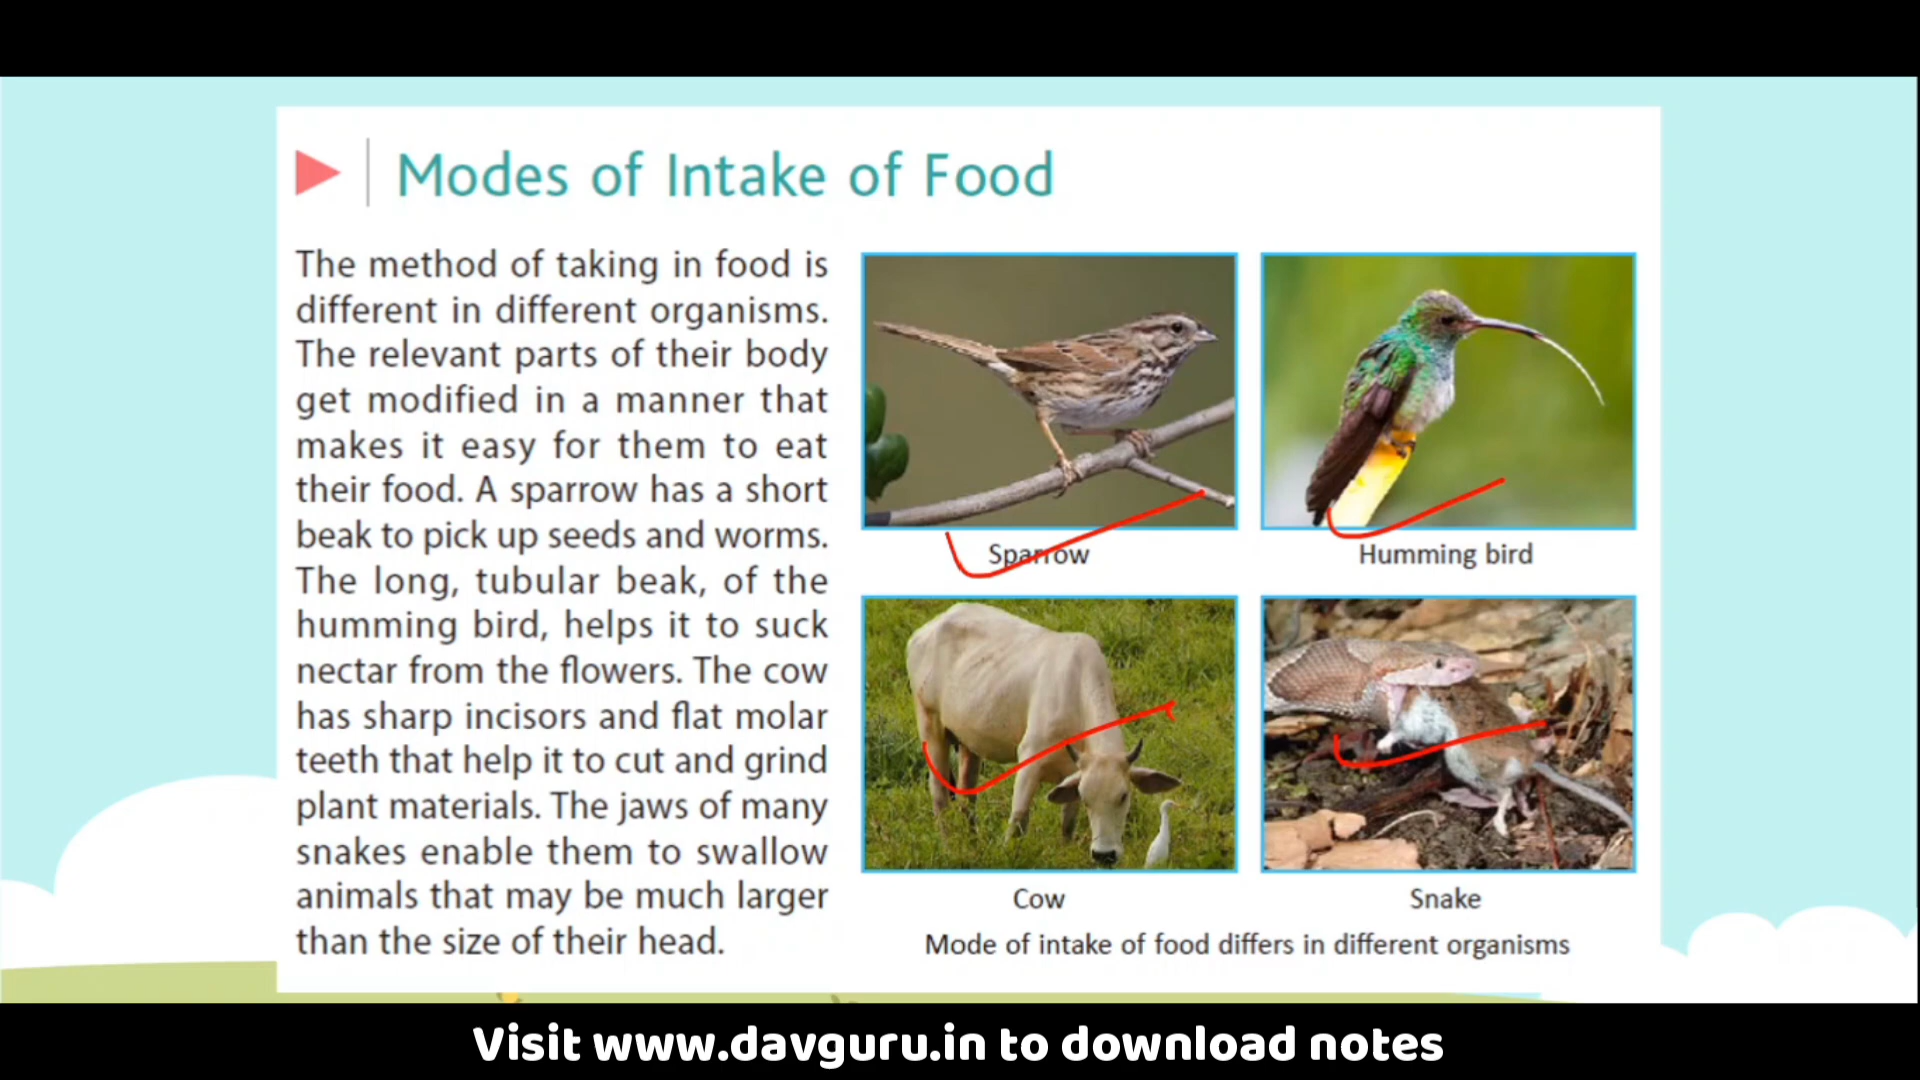 Modes of Intake of Food
The method of taking in food is
different in different organisms.
The relevant parts of their body
get modified in a manner that
makes it easy for them to eat
their food. A sparrow has a short
beak to pick up seeds and worms.
The long, tubular beak, of the
humming bird, helps it to suck
nectar from the flowers. The cow
has sharp incisors and flat molar
teeth that help it to cut and grind
plant materials. The jaws of many
snakes enable them to swallow
animals that may be much larger
than the size of their head.
Sparrow
Humming bird
Cow
Snake
Mode of intake of food differs in different organisms
Visit www.davguru.in to download notes